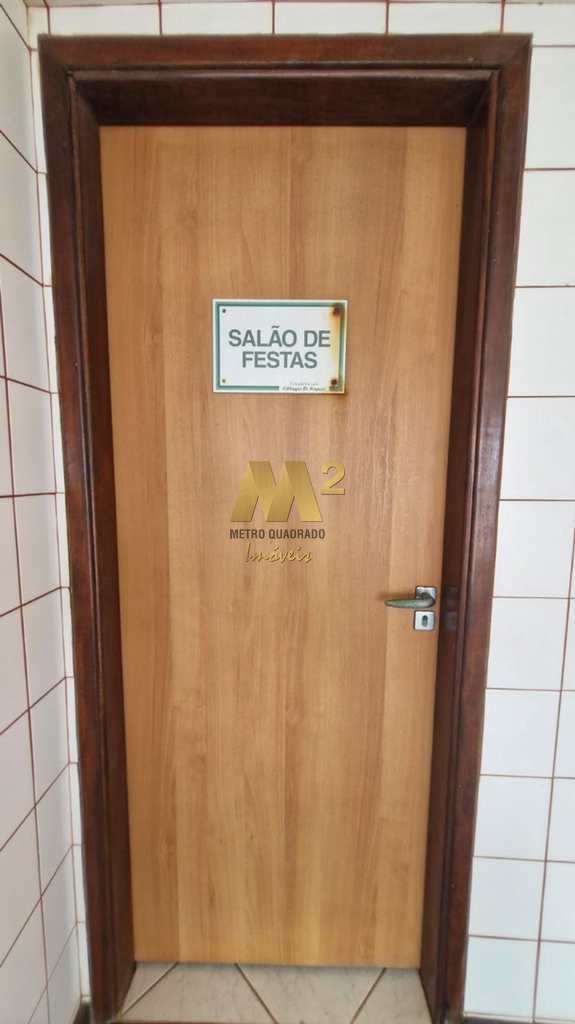 SALÃO DE
FESTAS
M²
METRO QUADRADO
Imóveis